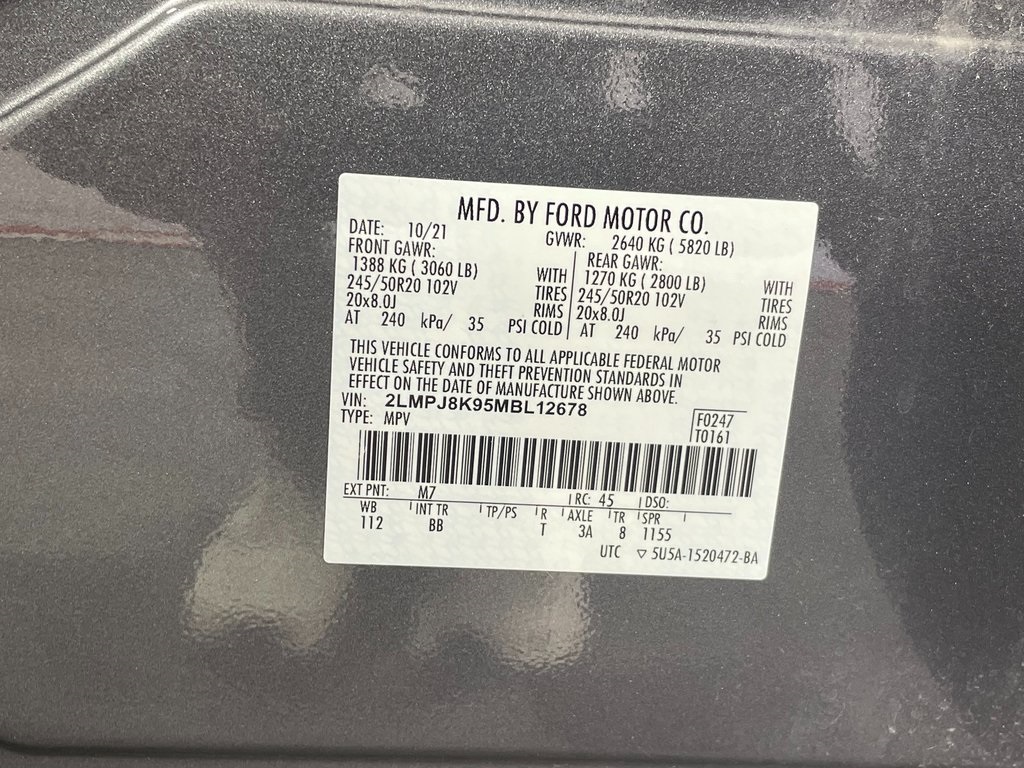 MFD. BY FORD MOTOR CO.
DATE: 10/21 GVWR: 2640 KG ( 5820 LB)
FRONT GAWR: REAR GAWR:
1388 KG ( 3060 LB) WITH 1270 KG ( 2800 LB) WITH
245/50R20 102V TIRES 245/50R20 102V TIRES
20x8.0J RIMS 20x8.0J RIMS
AT 240 kPa/ 35 PSI COLD AT 240 kPa/ 35 PSI COLD
THIS VEHICLE CONFORMS TO ALL APPLICABLE FEDERAL MOTOR
VEHICLE SAFETY AND THEFT PREVENTION STANDARDS IN
EFFECT ON THE DATE OF MANUFACTURE SHOWN ABOVE.
VIN: 2LMPJ8K95MBL12678
TYPE: MPV
F0247
T0161
EXT PNT: M7 RC: 45 DSO:
WB INT TR TP/PS R AXLE TR SPR
112 BB T 3A 8 1155
UTC ▽ 5U5A-1520472-BA